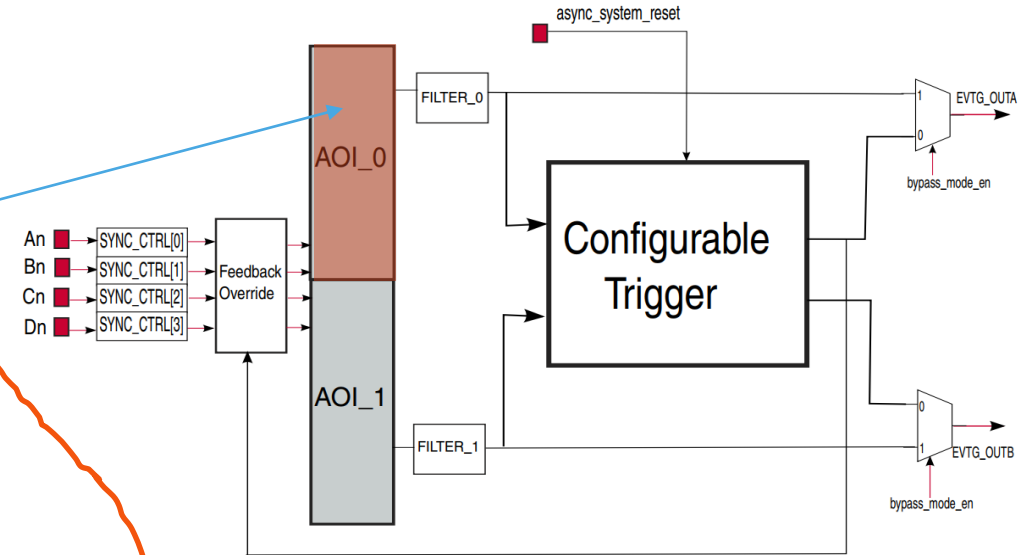 async_system_reset
FILTER_0
1
EVTG_OUTA
0
bypass_mode_en
AOI_0
Configurable
Trigger
An
SYNC_CTRL[0]
Bn
SYNC_CTRL[1]
Cn
SYNC_CTRL[2]
Dn
SYNC_CTRL[3]
Feedback
Override
AOI_1
FILTER_1
0
1
EVTG_OUTB
bypass_mode_en